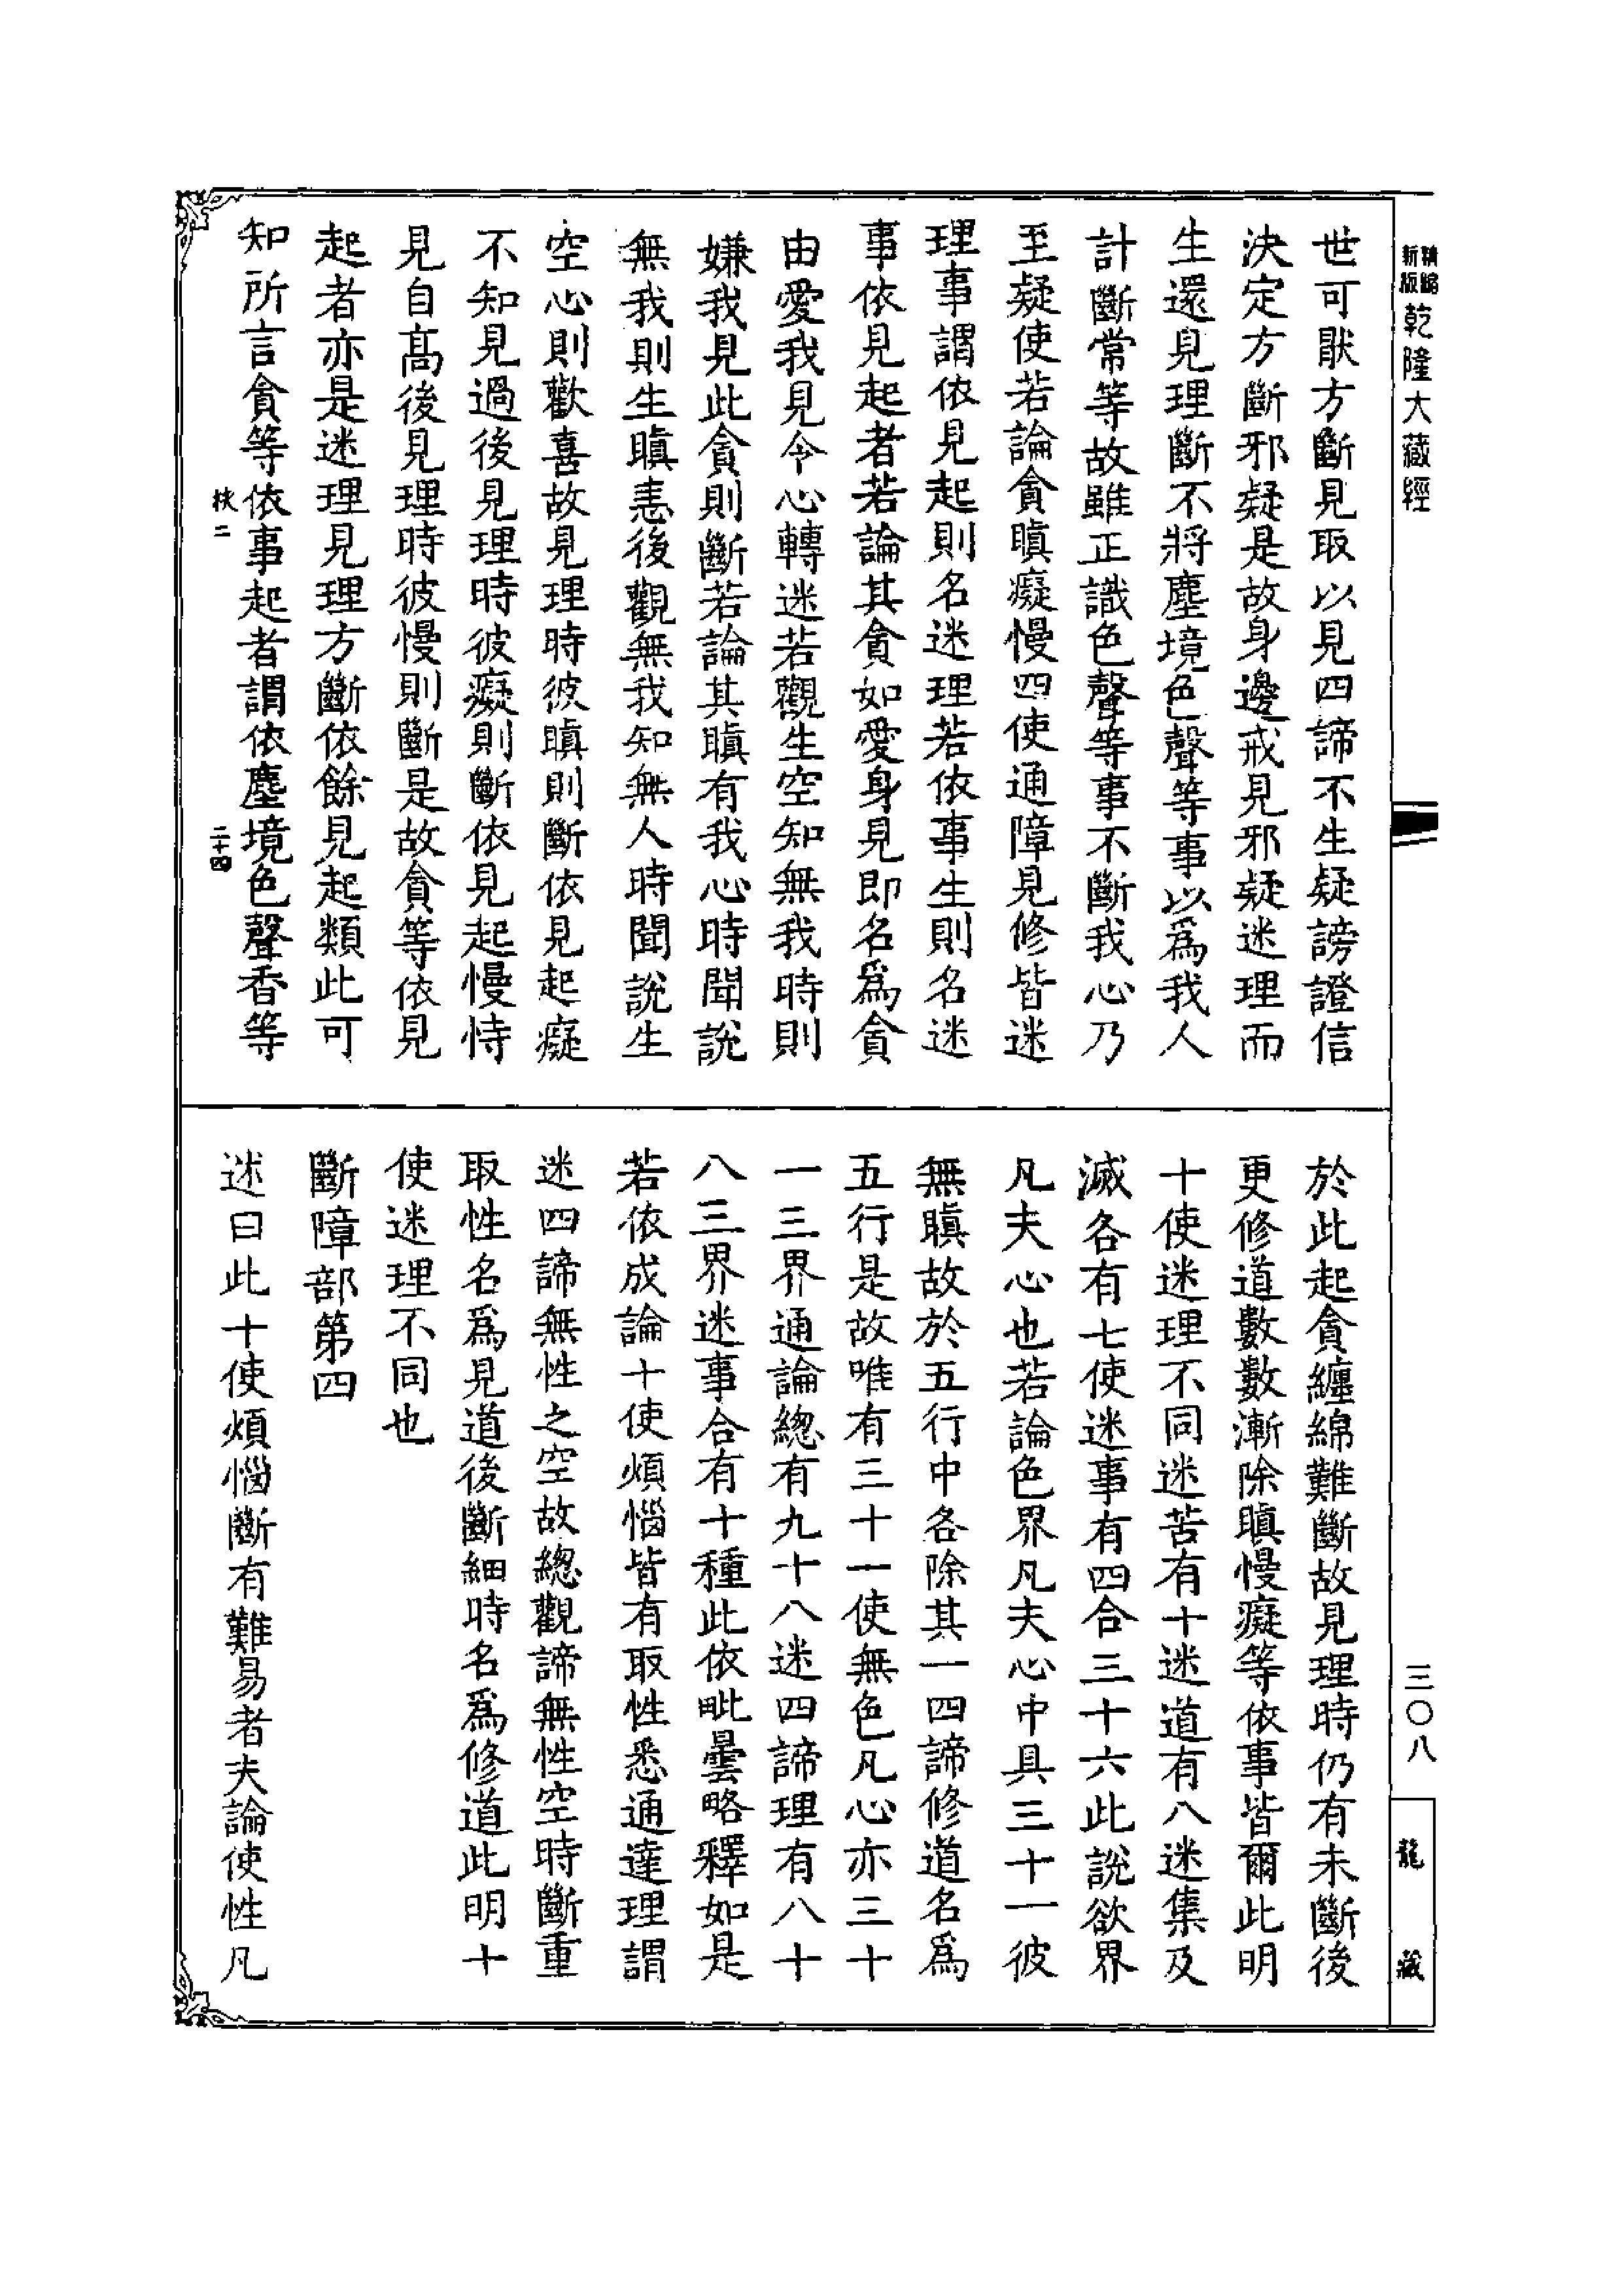 精縮
新版
乾隆大藏經
三〇八
龍藏
世可猒方斷見取以見四諦不生疑謗證信
決定方斷邪疑是故身邊戒見邪疑迷理而
生還見理斷不將塵境色聲等事以爲我人
計斷常等故雖正識色聲等事不斷我心乃
至疑使若論貪瞋癡慢四使通障見修皆迷
理事謂依見起則名迷理若依事生則名迷
事依見起者若論其貪如愛身見即名爲貪
由愛我見令心轉迷若觀生空知無我時則
嫌我見此貪則斷若論其瞋有我心時聞說
無我則生瞋恚後觀無我知無人時聞說生
空心則歡喜故見理時彼瞋則斷依見起癡
不知見過後見理時彼癡則斷依見起慢恃
見自髙後見理時彼慢則斷是故貪等依見
起者亦是迷理見理方斷依餘見起類此可
知所言貪等依事起者謂依塵境色聲香等
二十四
於此起貪纏綿難斷故見理時仍有未斷後
更修道數數漸除瞋慢癡等依事皆爾此明
十使迷理不同迷苦有十迷道有八迷集及
滅各有七使迷事有四合三十六此說欲界
凡夫心也若論色界凡夫心中具三十一彼
無瞋故於五行中各除其一四諦修道名爲
五行是故唯有三十一使無色凡心亦三十
一三界通論總有九十八迷四諦理有八十
八三界迷事合有十種此依毗曇略釋如是
若依成論十使煩惱皆有取性悉通達理謂
迷四諦無性之空故總觀諦無性空時斷重
取性名爲見道後斷細時名爲修道此明十
使迷理不同也
斷障部第四
述曰此十使煩惱斷有難易者夫論使性凡